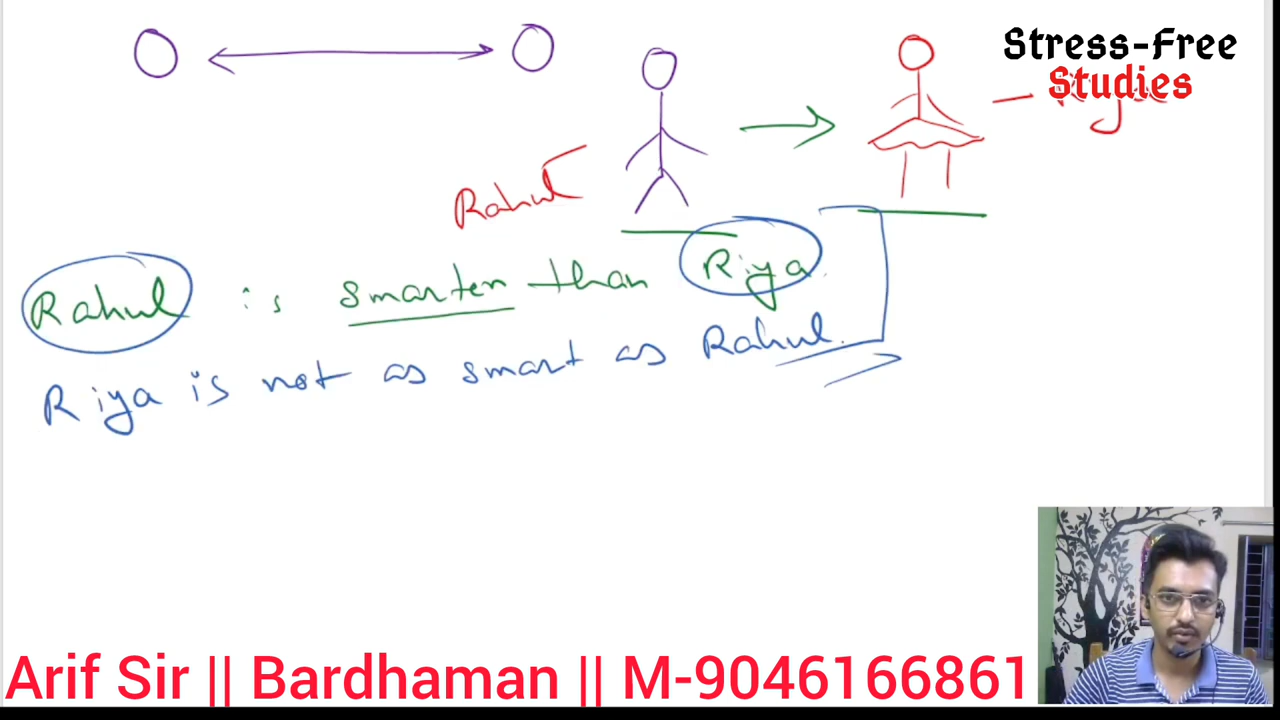 Stress-Free
Studies
Rahul
Rahul is smarter than Riya.
Riya is not as smart as Rahul.
Arif Sir || Bardhaman || M-9046166861